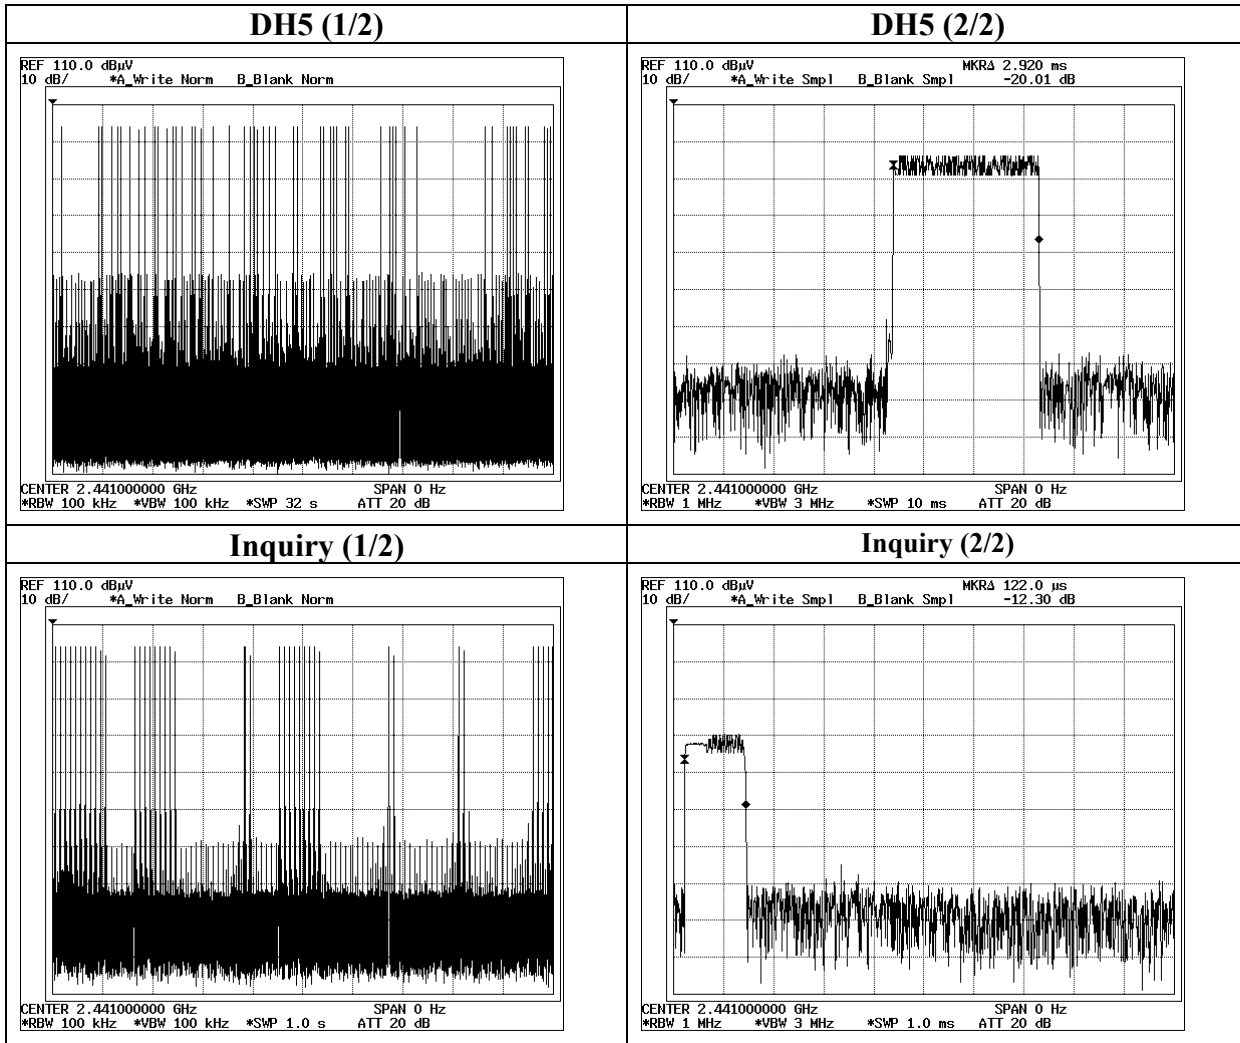 DH5 (1/2)
REF 110.0 dBµV
10 dB/ *A_Write Norm B_Blank Norm
CENTER 2.441000000 GHz SPAN 0 Hz
*RBW 100 kHz *VBW 100 kHz *SWP 32 s ATT 20 dB
DH5 (2/2)
REF 110.0 dBµV MKRΔ 2.920 ms
10 dB/ *A_Write Smpl B_Blank Smpl -20.01 dB
CENTER 2.441000000 GHz SPAN 0 Hz
*RBW 1 MHz *VBW 3 MHz *SWP 10 ms ATT 20 dB
Inquiry (1/2)
REF 110.0 dBµV
10 dB/ *A_Write Norm B_Blank Norm
CENTER 2.441000000 GHz SPAN 0 Hz
*RBW 100 kHz *VBW 100 kHz *SWP 1.0 s ATT 20 dB
Inquiry (2/2)
REF 110.0 dBµV MKRΔ 122.0 µs
10 dB/ *A_Write Smpl B_Blank Smpl -12.30 dB
CENTER 2.441000000 GHz SPAN 0 Hz
*RBW 1 MHz *VBW 3 MHz *SWP 1.0 ms ATT 20 dB